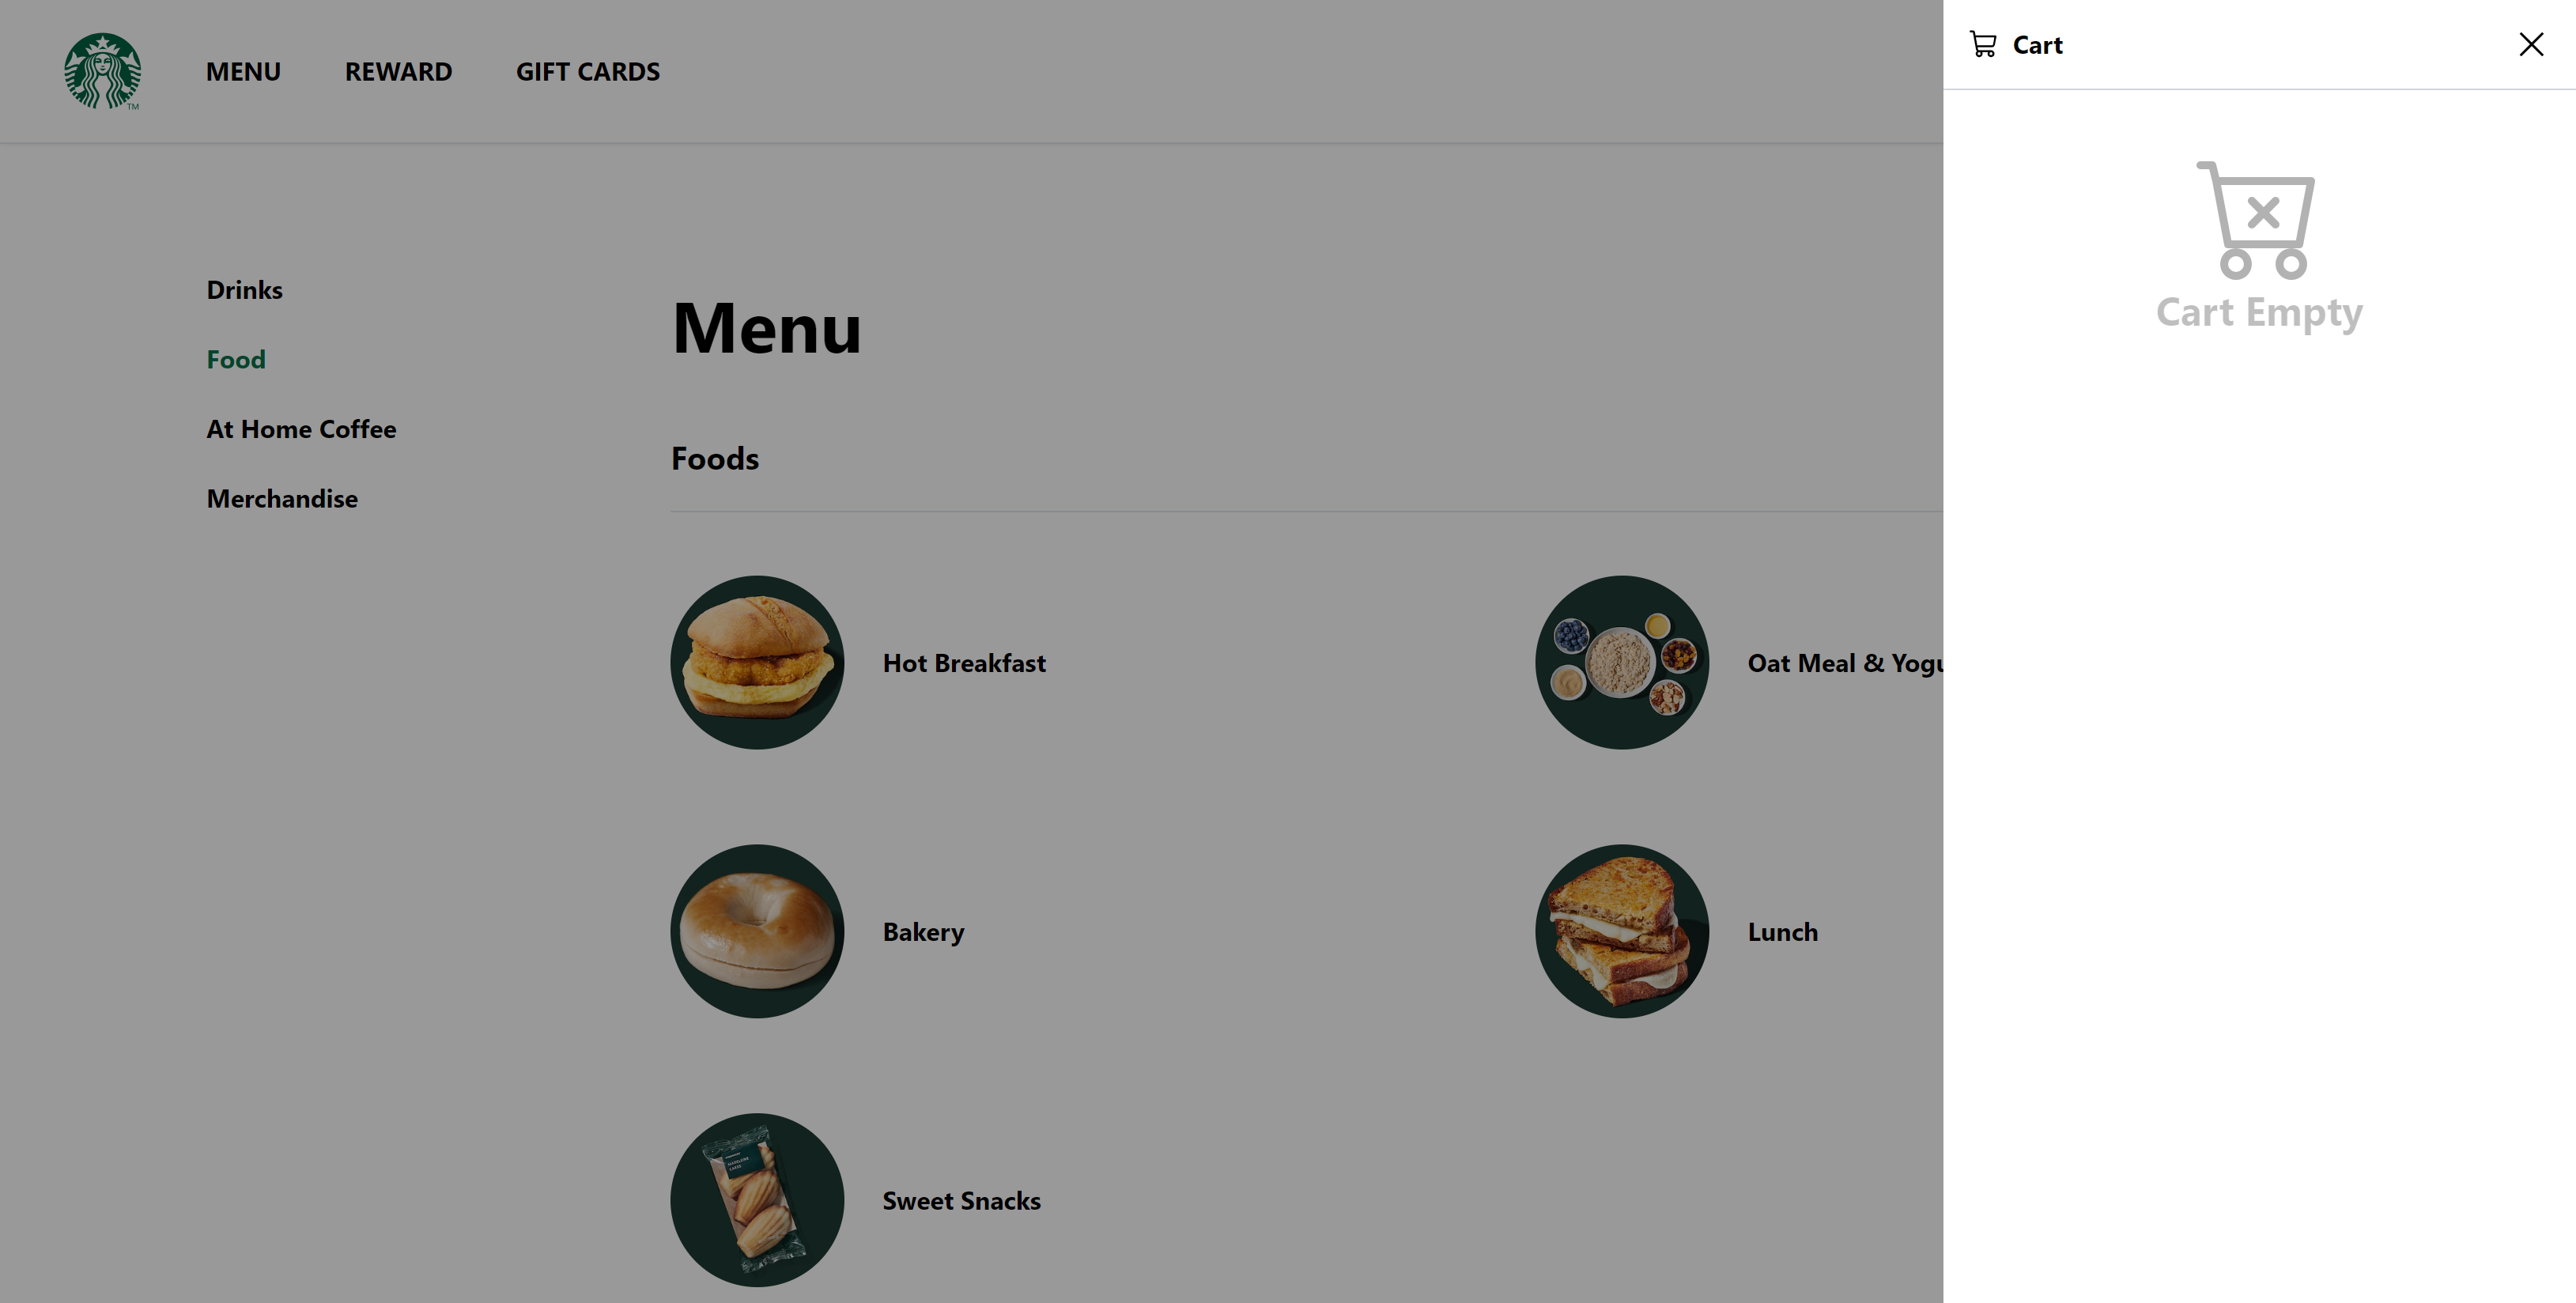 MENU
REWARD
GIFT CARDS
Cart
Cart Empty
Drinks
Food
At Home Coffee
Merchandise
Menu
Foods
Hot Breakfast
Oat Meal & Yogu
Bakery
Lunch
Sweet Snacks
TM